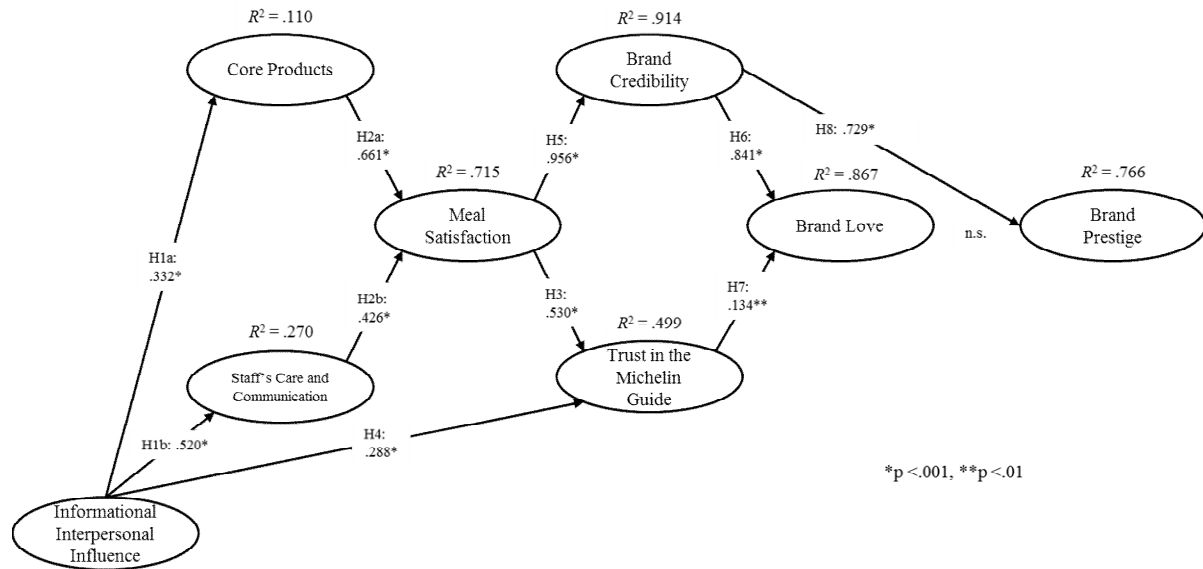 R² = .110
Core Products
R² = .914
Brand
Credibility
H2a:
.661*
H5:
.956*
H6:
.841*
H8: .729*
R² = .715
Meal
Satisfaction
R² = .867
Brand Love
n.s.
R² = .766
Brand
Prestige
H1a:
.332*
H2b:
.426*
H3:
.530*
H7:
.134**
R² = .270
Staff's Care and
Communication
R² = .499
Trust in the
Michelin
Guide
H1b: .520*
H4:
.288*
*p <.001, **p <.01
Informational
Interpersonal
Influence